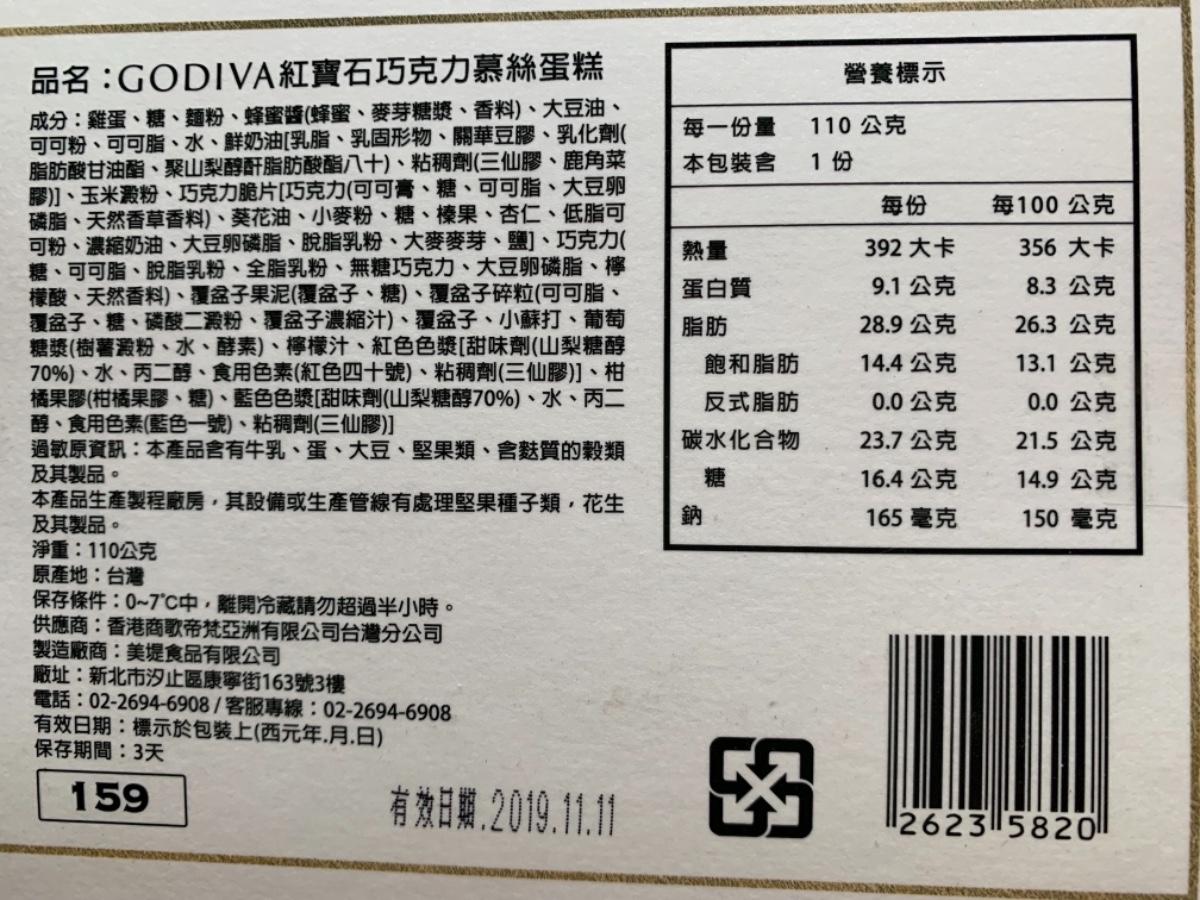 品名：GODIVA紅寶石巧克力慕絲蛋糕
成分：雞蛋、糖、麵粉、蜂蜜醬(蜂蜜、麥芽糖漿、香料)、大豆油、
可可粉、可可脂、水、鮮奶油[乳脂、乳固形物、關華豆膠、乳化劑(
脂肪酸甘油酯、聚山梨醇酐脂肪酸酯八十)、粘稠劑(三仙膠、鹿角菜
膠)]、玉米澱粉、巧克力脆片[巧克力(可可膏、糖、可可脂、大豆卵
磷脂、天然香草香料)、葵花油、小麥粉、糖、榛果、杏仁、低脂可
可粉、濃縮奶油、大豆卵磷脂、脫脂乳粉、大麥麥芽、鹽]、巧克力(
糖、可可脂、脫脂乳粉、全脂乳粉、無糖巧克力、大豆卵磷脂、檸
檬酸、天然香料)、覆盆子果泥(覆盆子、糖)、覆盆子碎粒(可可脂、
覆盆子、糖、磷酸二澱粉、覆盆子濃縮汁)、覆盆子、小蘇打、葡萄
糖漿(樹薯澱粉、水、酵素)、檸檬汁、紅色色漿[甜味劑(山梨糖醇
70%)、水、丙二醇、食用色素(紅色四十號)、粘稠劑(三仙膠)]、柑
橘果膠(柑橘果膠、糖)、藍色色漿[甜味劑(山梨糖醇70%)、水、丙二
醇、食用色素(藍色一號)、粘稠劑(三仙膠)]
過敏原資訊：本產品含有牛乳、蛋、大豆、堅果類、含麩質的穀類
及其製品。
本產品生產製程廠房，其設備或生產管線有處理堅果種子類，花生
及其製品。
淨重：110公克
原產地：台灣
保存條件：0~7°C中，離開冷藏請勿超過半小時。
供應商：香港商歌帝梵亞洲有限公司台灣分公司
製造廠商：美堤食品有限公司
廠址：新北市汐止區康寧街163號3樓
電話：02-2694-6908 / 客服專線：02-2694-6908
有效日期：標示於包裝上(西元年.月.日)
保存期間：3天
159
有效日期.2019.11.11
營養標示
每一份量 110 公克
本包裝含 1 份
每份 每100 公克
熱量 392 大卡 356 大卡
蛋白質 9.1 公克 8.3 公克
脂肪 28.9 公克 26.3 公克
飽和脂肪 14.4 公克 13.1 公克
反式脂肪 0.0 公克 0.0 公克
碳水化合物 23.7 公克 21.5 公克
糖 16.4 公克 14.9 公克
鈉 165 毫克 150 毫克
2623 5820